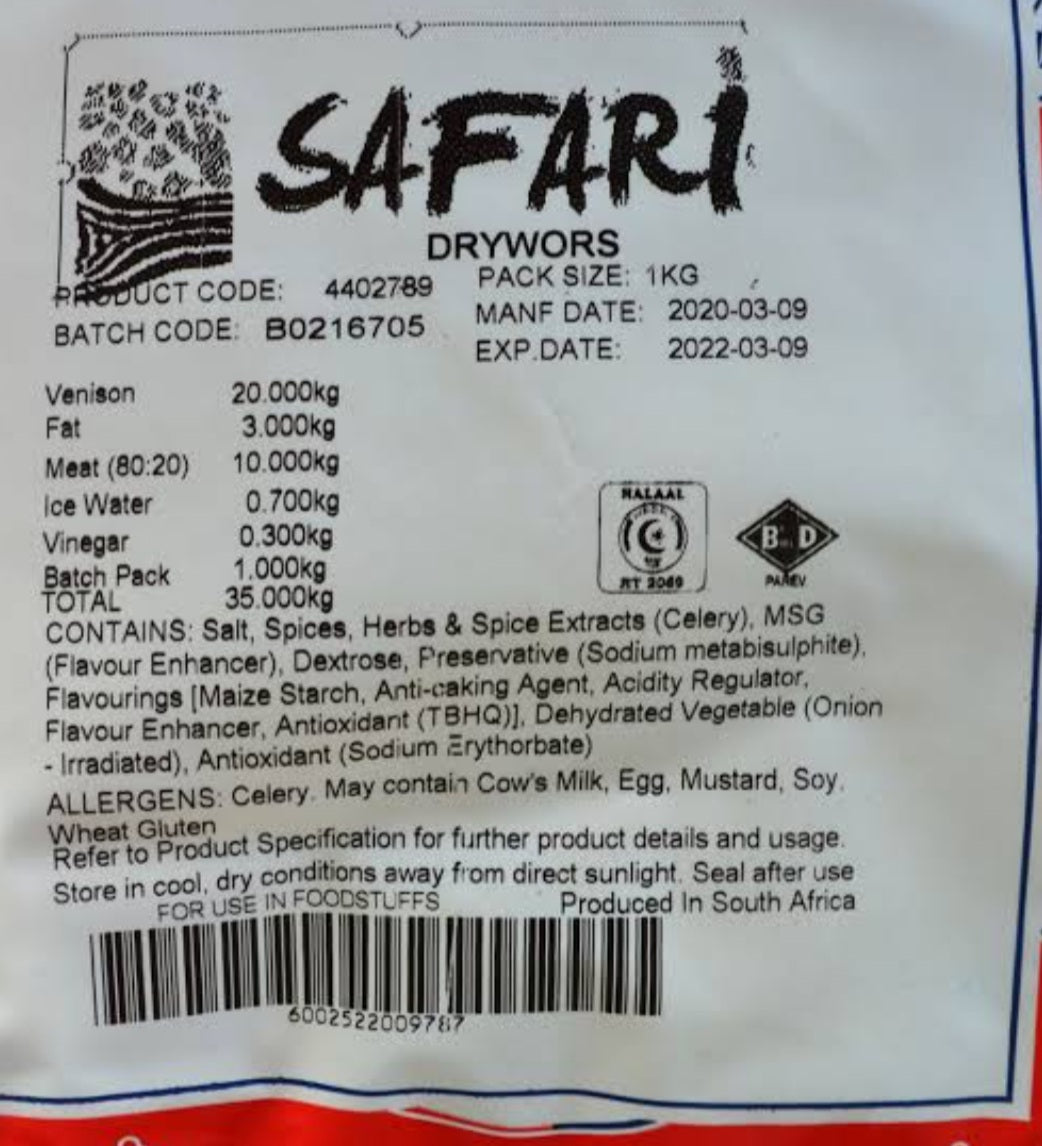 SAFARI
DRYWORS
PRODUCT CODE: 4402789
PACK SIZE: 1KG
BATCH CODE: B0216705
MANF DATE: 2020-03-09
EXP.DATE: 2022-03-09
Venison 20.000kg
Fat 3.000kg
Meat (80:20) 10.000kg
Ice Water 0.700kg
Vinegar 0.300kg
Batch Pack 1.000kg
TOTAL 35.000kg
HALAAL
RT 2069
B D
PAREV
CONTAINS: Salt, Spices, Herbs & Spice Extracts (Celery), MSG
(Flavour Enhancer), Dextrose, Preservative (Sodium metabisulphite),
Flavourings [Maize Starch, Anti-caking Agent, Acidity Regulator,
Flavour Enhancer, Antioxidant (TBHQ)], Dehydrated Vegetable (Onion
- Irradiated), Antioxidant (Sodium Erythorbate)
ALLERGENS: Celery. May contain Cow's Milk, Egg, Mustard, Soy,
Wheat Gluten
Refer to Product Specification for further product details and usage.
Store in cool, dry conditions away from direct sunlight. Seal after use
FOR USE IN FOODSTUFFS
Produced In South Africa
6002522009787